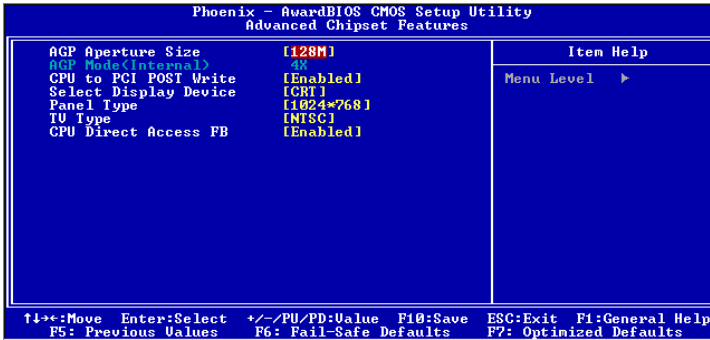 Phoenix - AwardBIOS CMOS Setup Utility
Advanced Chipset Features
AGP Aperture Size [128M]
AGP Mode(Internal) 4X
CPU to PCI POST Write [Enabled]
Select Display Device [CRT]
Panel Type [1024*768]
TV Type [NTSC]
CPU Direct Access FB [Enabled]
Item Help
Menu Level ▶
↑↓→←:Move Enter:Select +/-/PU/PD:Value F10:Save ESC:Exit F1:General Help
F5: Previous Values F6: Fail-Safe Defaults F7: Optimized Defaults